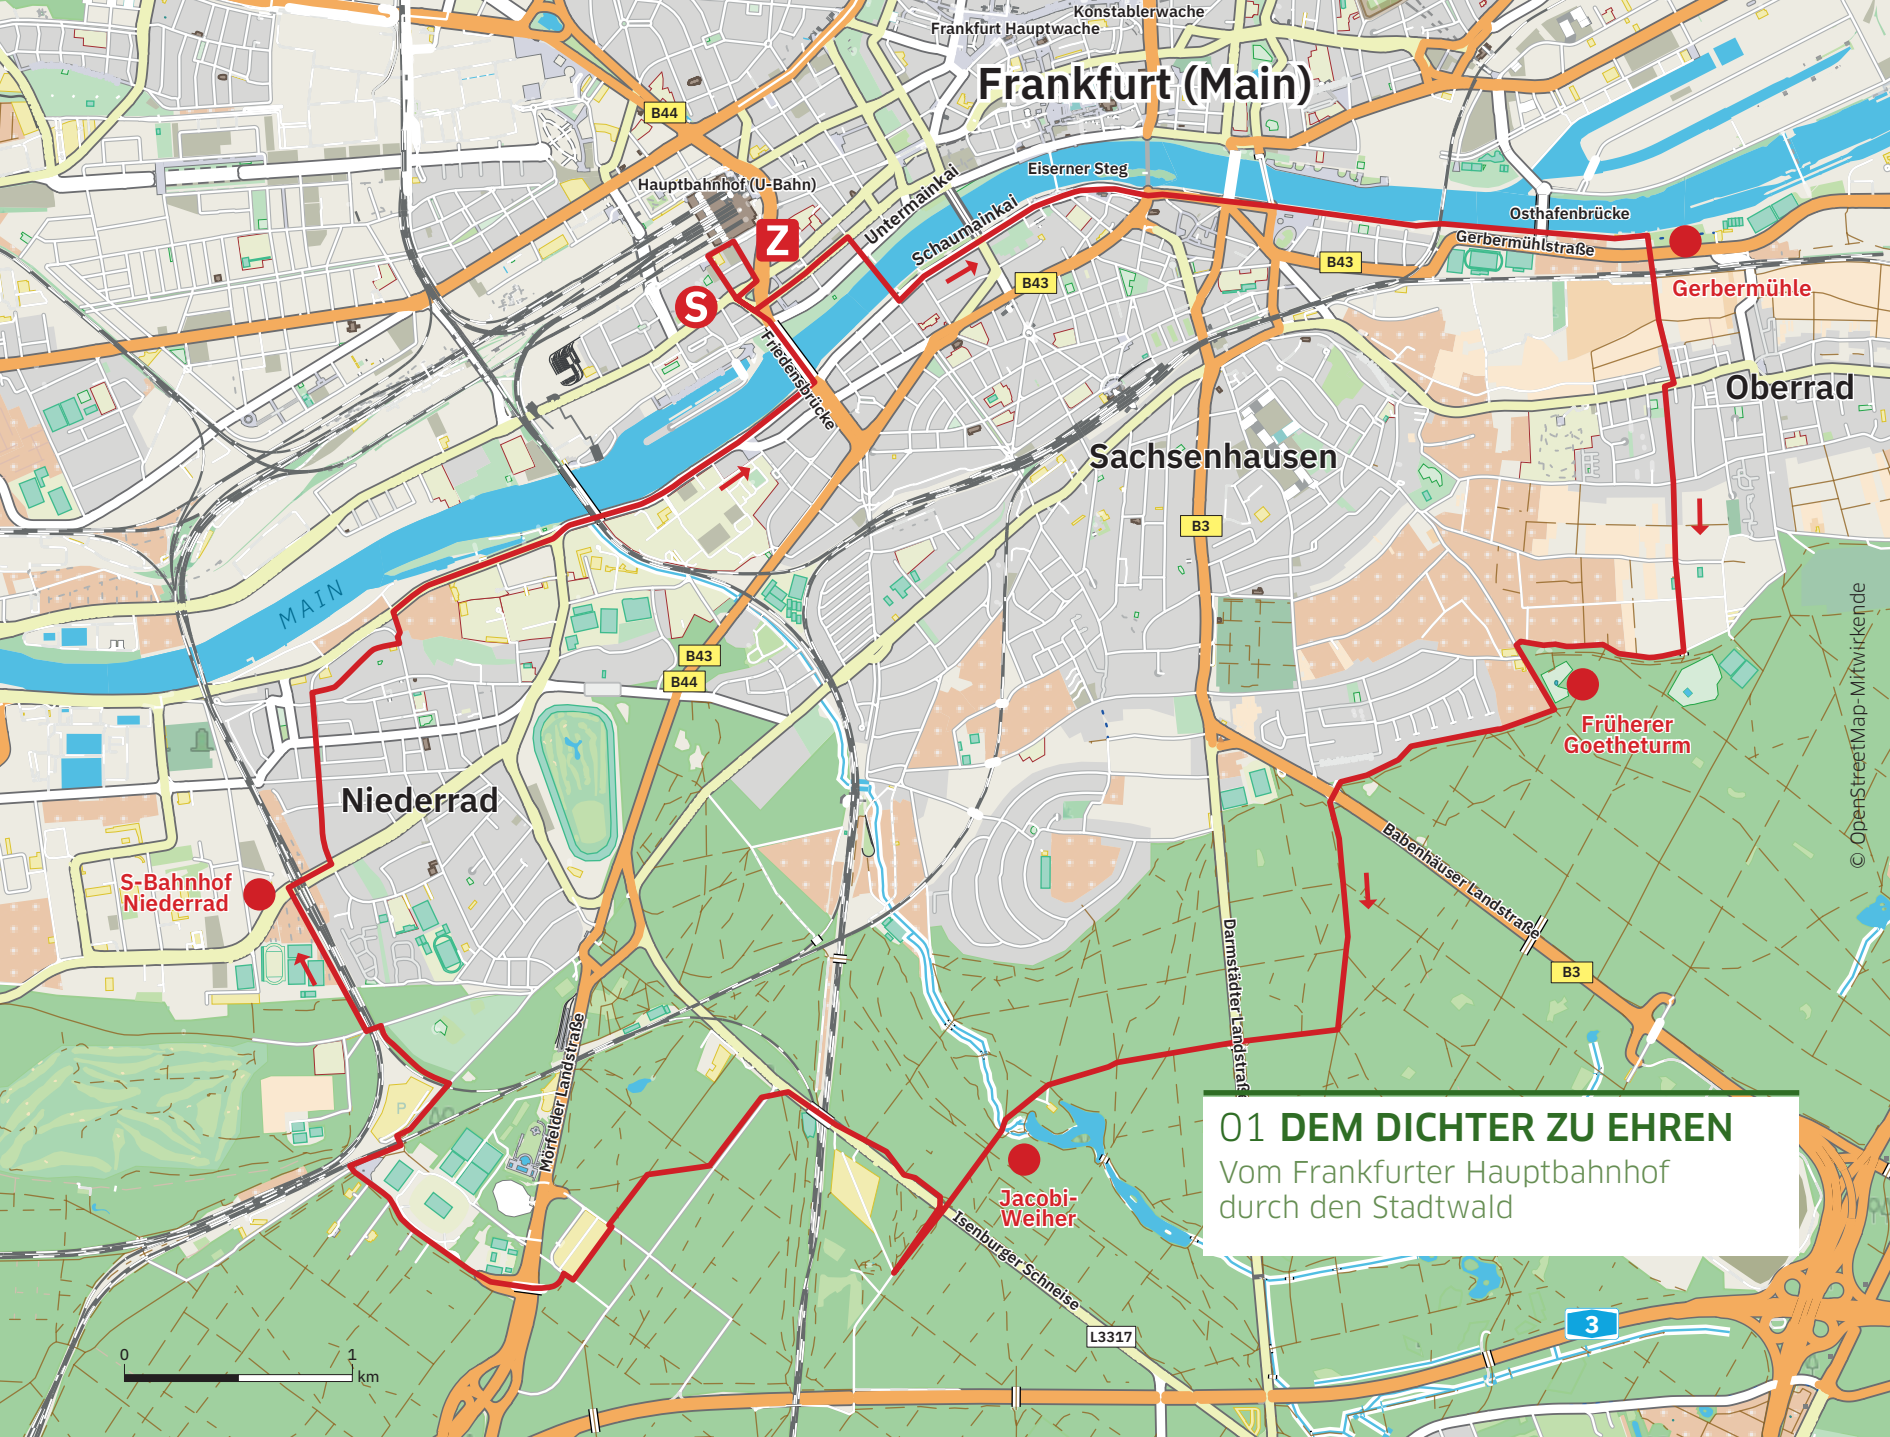 Konstablerwache
Frankfurt Hauptwache
Frankfurt (Main)
B44
Eiserner Steg
Hauptbahnhof (U-Bahn)
Untermainkai
Schaumainkai
Osthafenbrücke
Gerbermühlstraße
Z
S
B43
B43
Gerbermühle
Friedensbrücke
Oberrad
Sachsenhausen
B3
MAIN
B43
B44
Früherer
Goetheturm
© OpenStreetMap-Mitwirkende
Niederrad
S-Bahnhof
Niederrad
Babenhäuser Landstraße
B3
Darmstädter Landstraße
Mörfelder Landstraße
P
Jacobi-
Weiher
Isenburger Schneise
01 DEM DICHTER ZU EHREN
Vom Frankfurter Hauptbahnhof
durch den Stadtwald
3
L3317
0 1
km